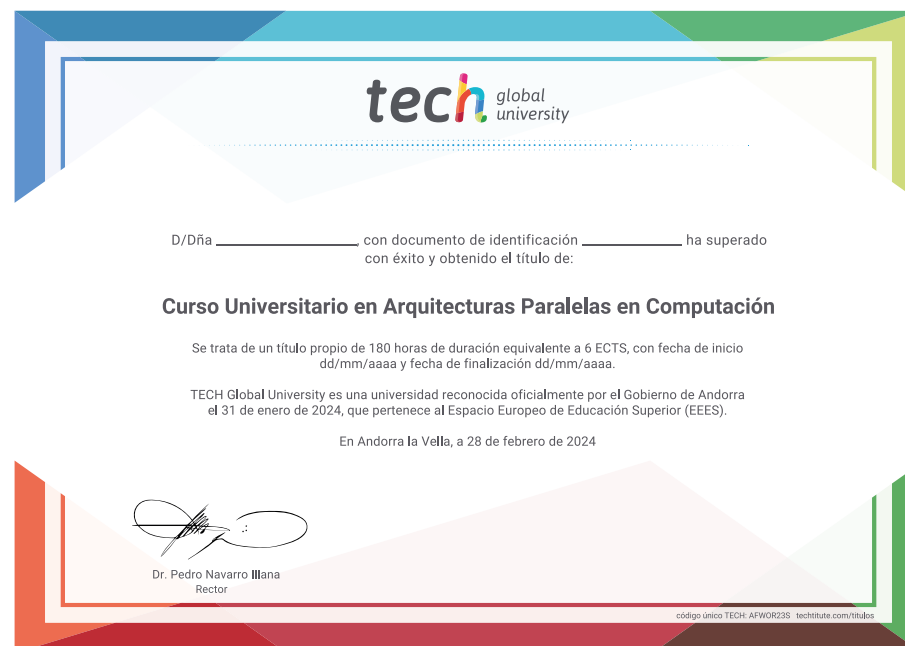 tech global
university
D/Dña ____________, con documento de identificación ____________ ha superado
con éxito y obtenido el título de:
Curso Universitario en Arquitecturas Paralelas en Computación
Se trata de un título propio de 180 horas de duración equivalente a 6 ECTS, con fecha de inicio
dd/mm/aaaa y fecha de finalización dd/mm/aaaa.
TECH Global University es una universidad reconocida oficialmente por el Gobierno de Andorra
el 31 de enero de 2024, que pertenece al Espacio Europeo de Educación Superior (EEES).
En Andorra la Vella, a 28 de febrero de 2024
Dr. Pedro Navarro Illana
Rector
código único TECH: AFWOR23S techtitute.com/titulos